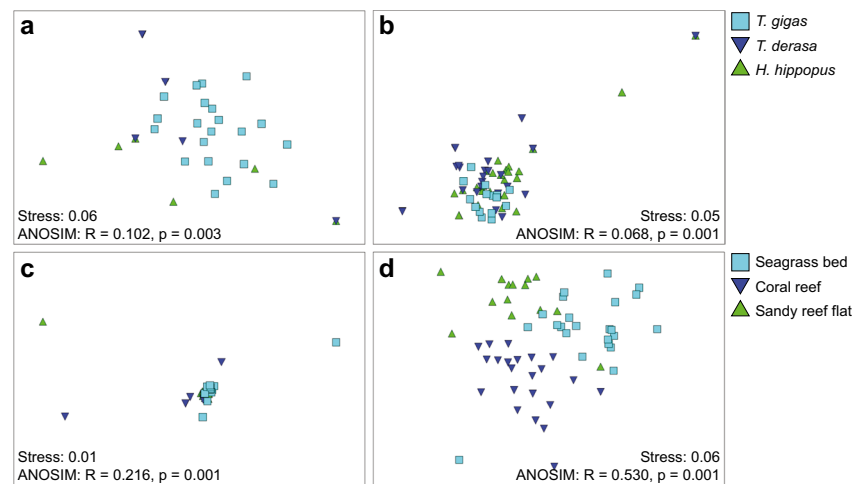 a
Stress: 0.06
ANOSIM: R = 0.102, p = 0.003
b
Stress: 0.05
ANOSIM: R = 0.068, p = 0.001
T. gigas
T. derasa
H. hippopus
c
Stress: 0.01
ANOSIM: R = 0.216, p = 0.001
d
Stress: 0.06
ANOSIM: R = 0.530, p = 0.001
Seagrass bed
Coral reef
Sandy reef flat